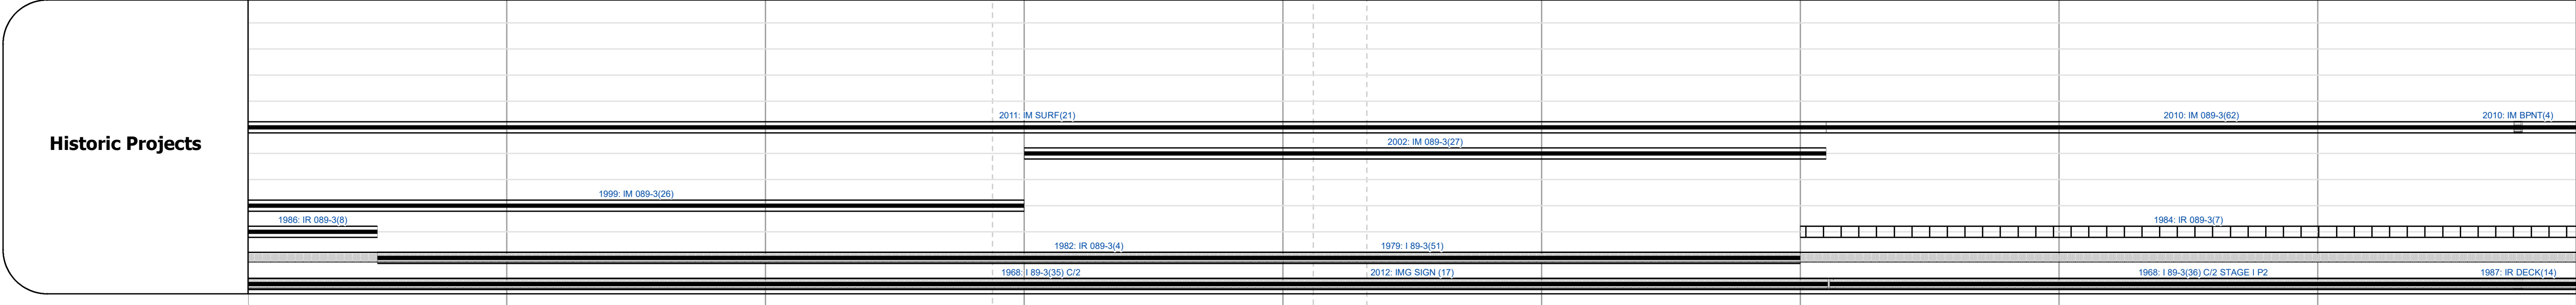 2011: IM SURF(21)
2010: IM 089-3(62)
2010: IM BPNT(4)
Historic Projects
2002: IM 089-3(27)
1999: IM 089-3(26)
1986: IR 089-3(8)
1984: IR 089-3(7)
1982: IR 089-3(4)
1979: I 89-3(51)
1968: I 89-3(35) C/2
2012: IMG SIGN (17)
1968: I 89-3(36) C/2 STAGE I P2
1987: IR DECK(14)